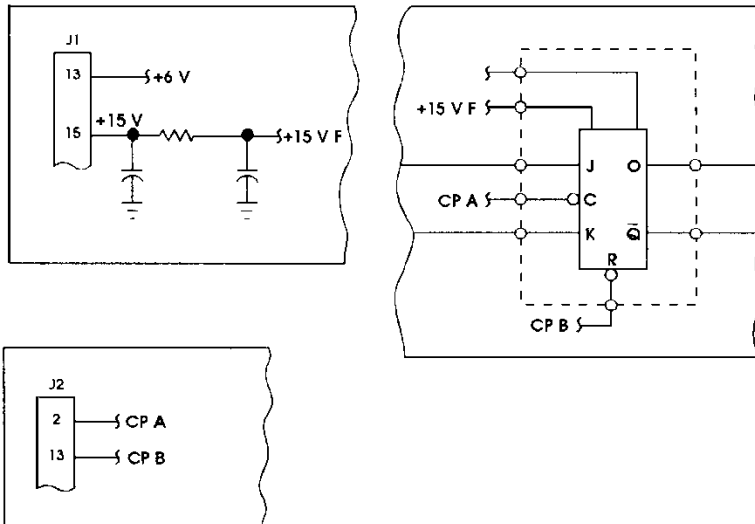 J1
13
+6 V
15
+15 V
+15 V F
+15 V F
J
O
CP A
C
K
Q̅
R
CP B
J2
2
CP A
13
CP B